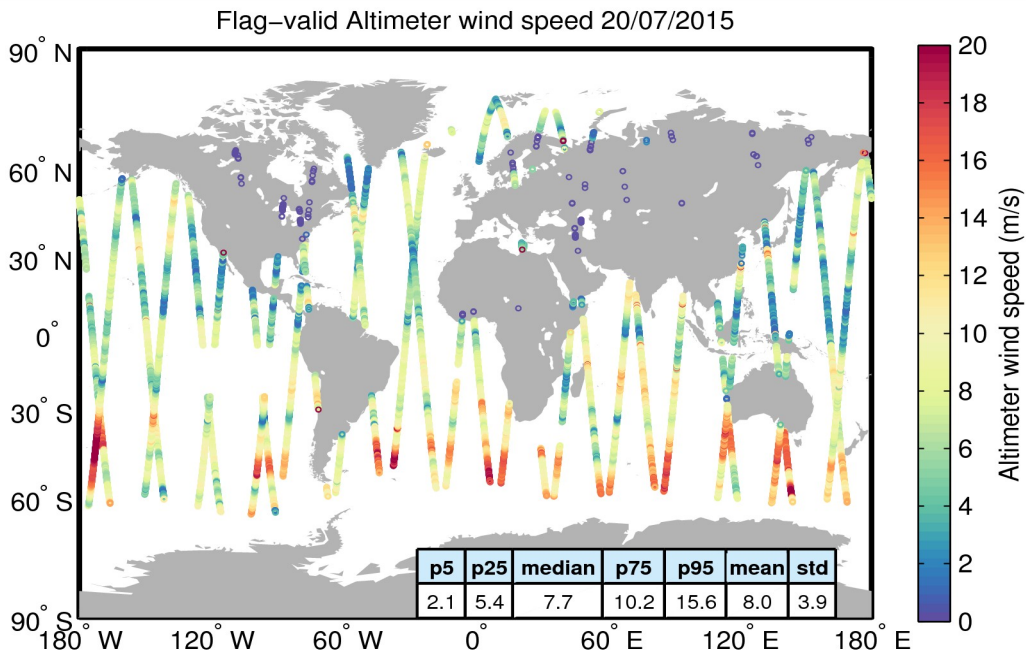 Flag−valid Altimeter wind speed 20/07/2015
90° N
60° N
30° N
0°
30° S
60° S
90° S
180° W
120° W
60° W
0°
60° E
120° E
180° E
p5 p25 median p75 p95 mean std
2.1 5.4 7.7 10.2 15.6 8.0 3.9
20
18
16
14
12
10
8
6
4
2
0
Altimeter wind speed (m/s)